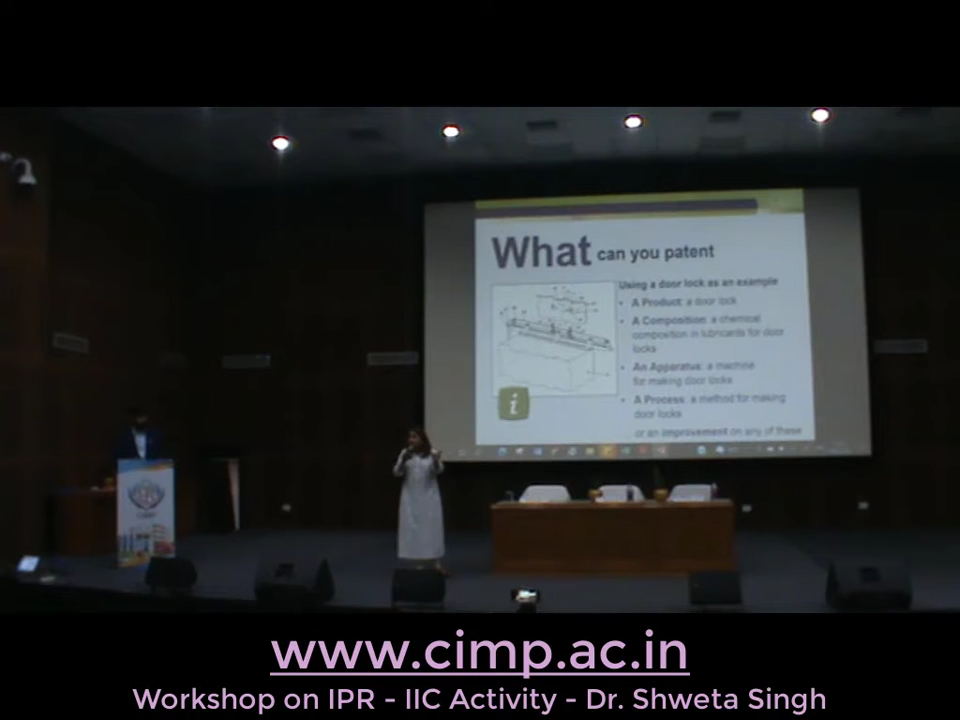 What can you patent
Using a door lock as an example
• A Product: a door lock
• A Composition: a chemical
composition in lubricants for door
locks
• An Apparatus: a machine
for making door locks
• A Process: a method for making
door locks
... or an improvement on any of these
i
www.cimp.ac.in
Workshop on IPR - IIC Activity - Dr. Shweta Singh